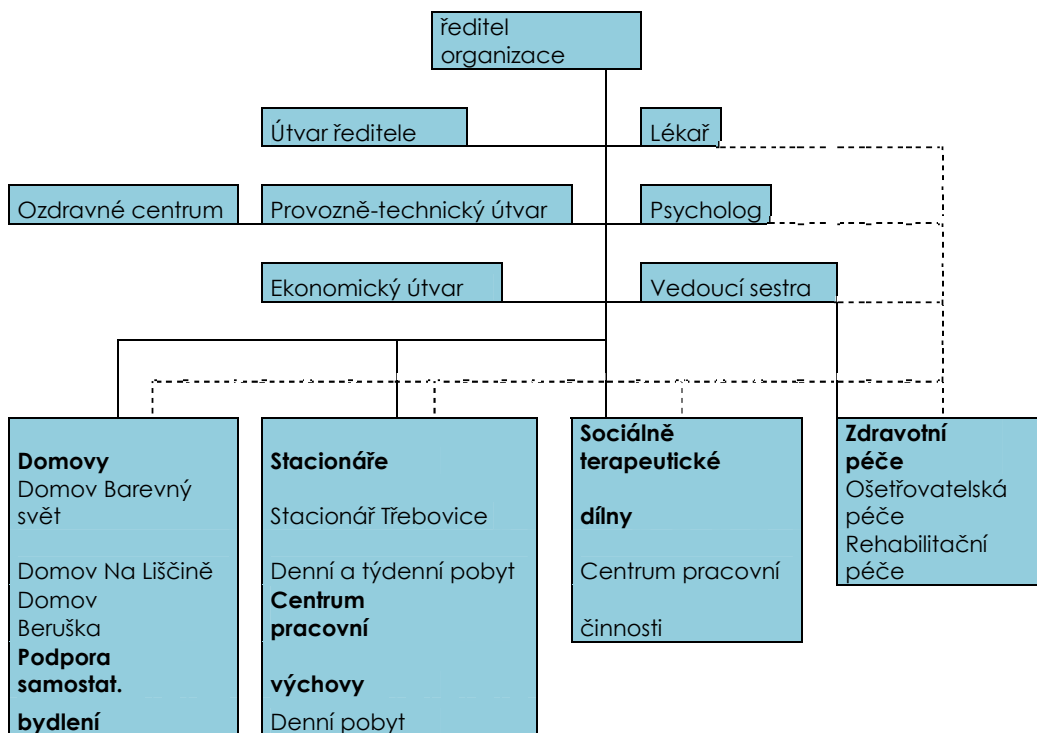 ředitel
organizace
Útvar ředitele
Lékař
Ozdravné centrum
Provozně-technický útvar
Psycholog
Ekonomický útvar
Vedoucí sestra
Domovy
Domov Barevný
svět
Domov Na Liščině
Domov
Beruška
Podpora
samostat.
bydlení
Stacionáře
Stacionář Třebovice
Denní a týdenní pobyt
Centrum
pracovní
výchovy
Denní pobyt
Sociálně
terapeutické
dílny
Centrum pracovní
činnosti
Zdravotní
péče
Ošetřovatelská
péče
Rehabilitační
péče